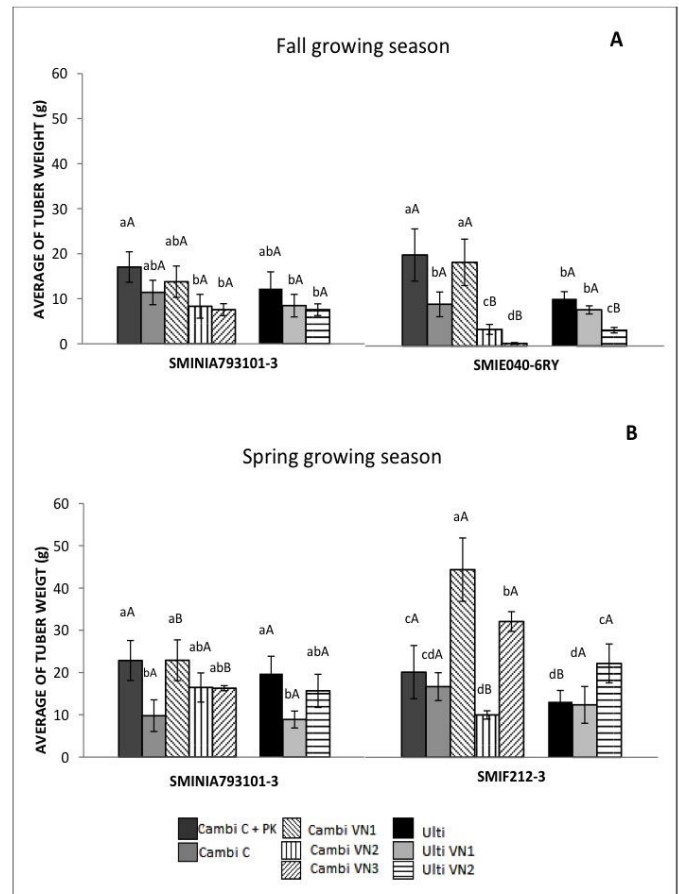 Fall growing season
A
AVERAGE OF TUBER WEIGHT (g)
60
50
40
30
20
10
0
aA
abA
abA
bA
bA
abA
bA
bA
aA
bA
aA
cB
dB
bA
bA
cB
SMINIA793101-3
SMIE040-6RY
B
Spring growing season
AVERAGE OF TUBER WEIGT (g)
60
50
40
30
20
10
0
aA
bA
aB
abA
abB
aA
bA
abA
cA
cdA
aA
dB
bA
dB
dA
cA
SMINIA793101-3
SMIF212-3
Cambi C + PK
Cambi C
Cambi VN1
Cambi VN2
Cambi VN3
Ulti
Ulti VN1
Ulti VN2